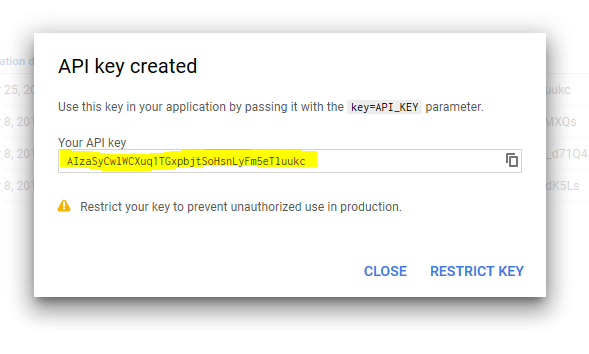 ation d
API key created
25, 20
uukc
Use this key in your application by passing it with the key=API_KEY parameter.
8, 201
MXQs
Your API key
8, 201
_d71Q4
AIzaSyCwlWCXuq1TGxpbjtSoHsnLyFm5eTluukc
8, 201
dK5Ls
Restrict your key to prevent unauthorized use in production.
CLOSE RESTRICT KEY